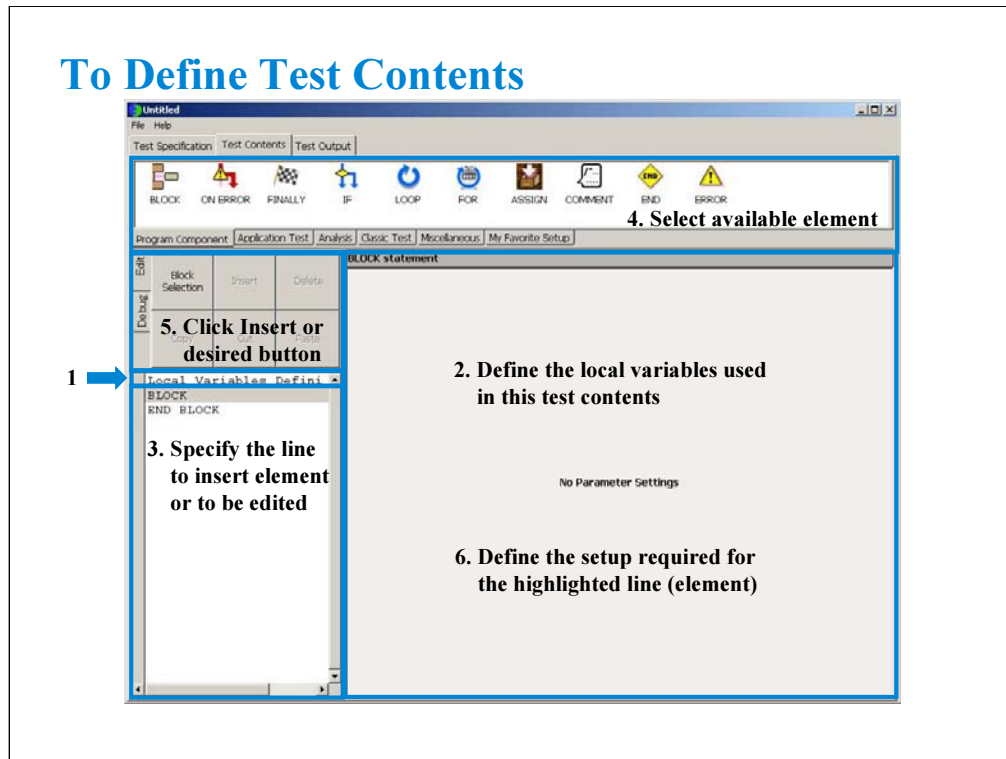 To Define Test Contents
Untitled
File Help
Test Specification Test Contents Test Output
BLOCK ON ERROR FINALLY IF LOOP FOR ASSIGN COMMENT END ERROR
END
4. Select available element
Program Component Application Test Analysis Classic Test Miscellaneous My Favorite Setup
Edit
Debug
Block Selection Insert Delete
Copy Cut Paste
5. Click Insert or
desired button
1
Local Variables Defini
BLOCK
END BLOCK
3. Specify the line
to insert element
or to be edited
BLOCK statement
2. Define the local variables used
in this test contents
No Parameter Settings
6. Define the setup required for
the highlighted line (element)